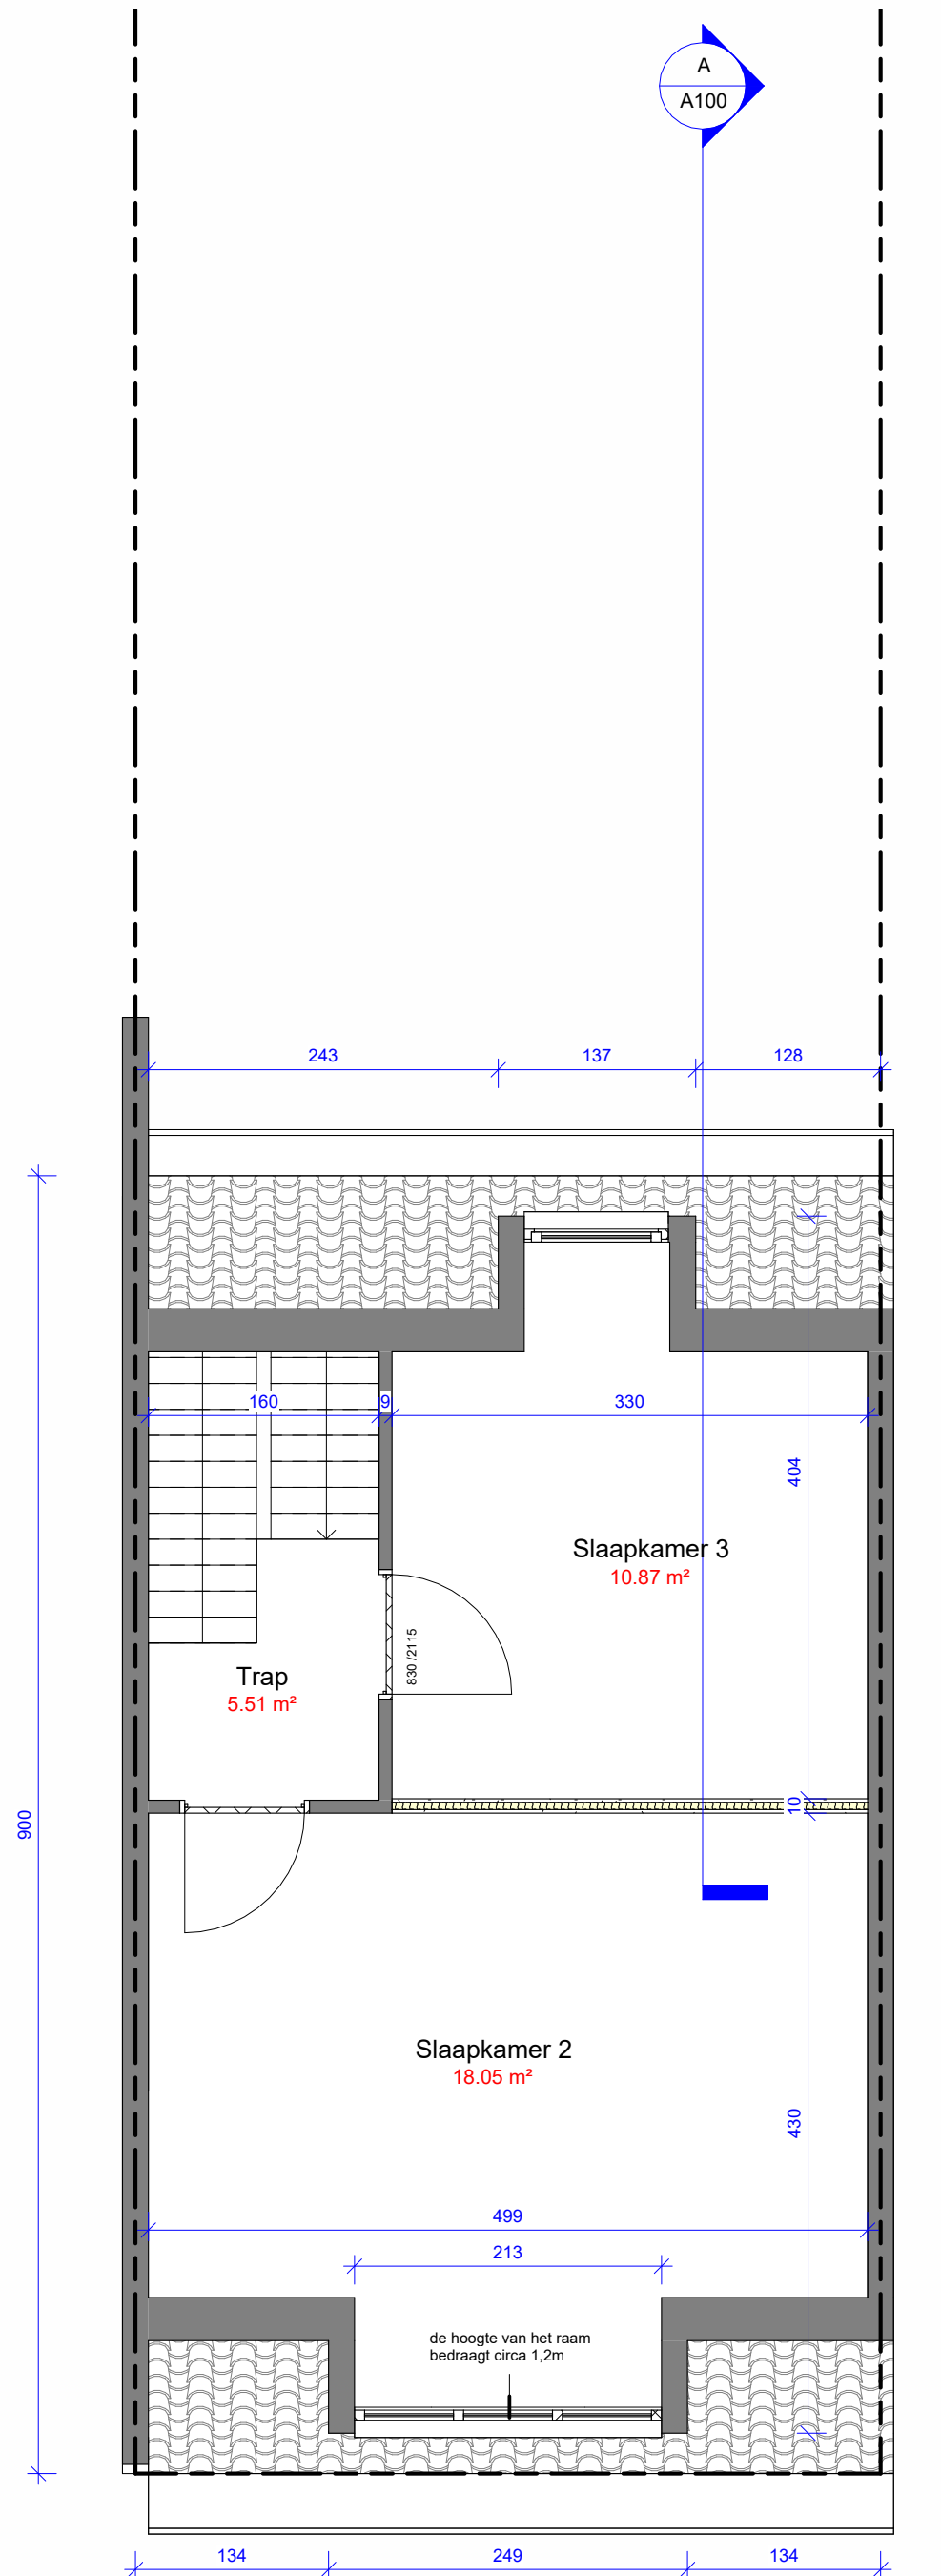 A
A100
243
137
128
160
9
330
404
Slaapkamer 3
10.87 m²
830 /2115
Trap
5.51 m²
10
900
Slaapkamer 2
18.05 m²
430
499
213
de hoogte van het raam
bedraagt circa 1,2m
134
249
134